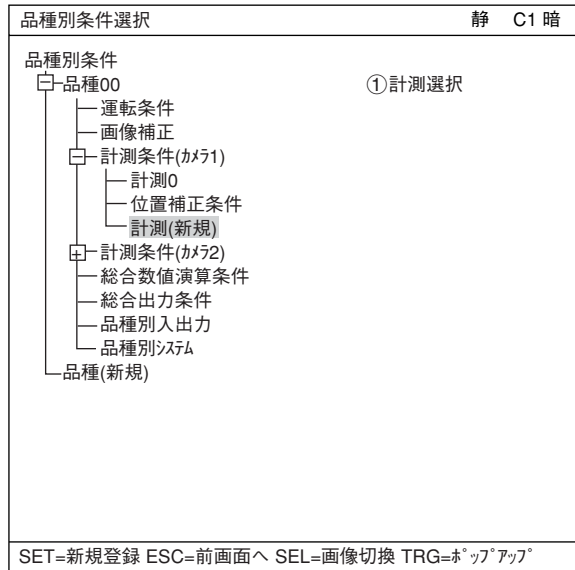 品種別条件選択 静 C1 暗
品種別条件
品種00 ①計測選択
運転条件
画像補正
計測条件(ｶﾒﾗ1)
計測0
位置補正条件
計測(新規)
計測条件(ｶﾒﾗ2)
総合数値演算条件
総合出力条件
品種別入出力
品種別ｼｽﾃﾑ
品種(新規)
SET=新規登録 ESC=前画面へ SEL=画像切換 TRG=ﾎﾟｯﾌﾟｱｯﾌﾟ